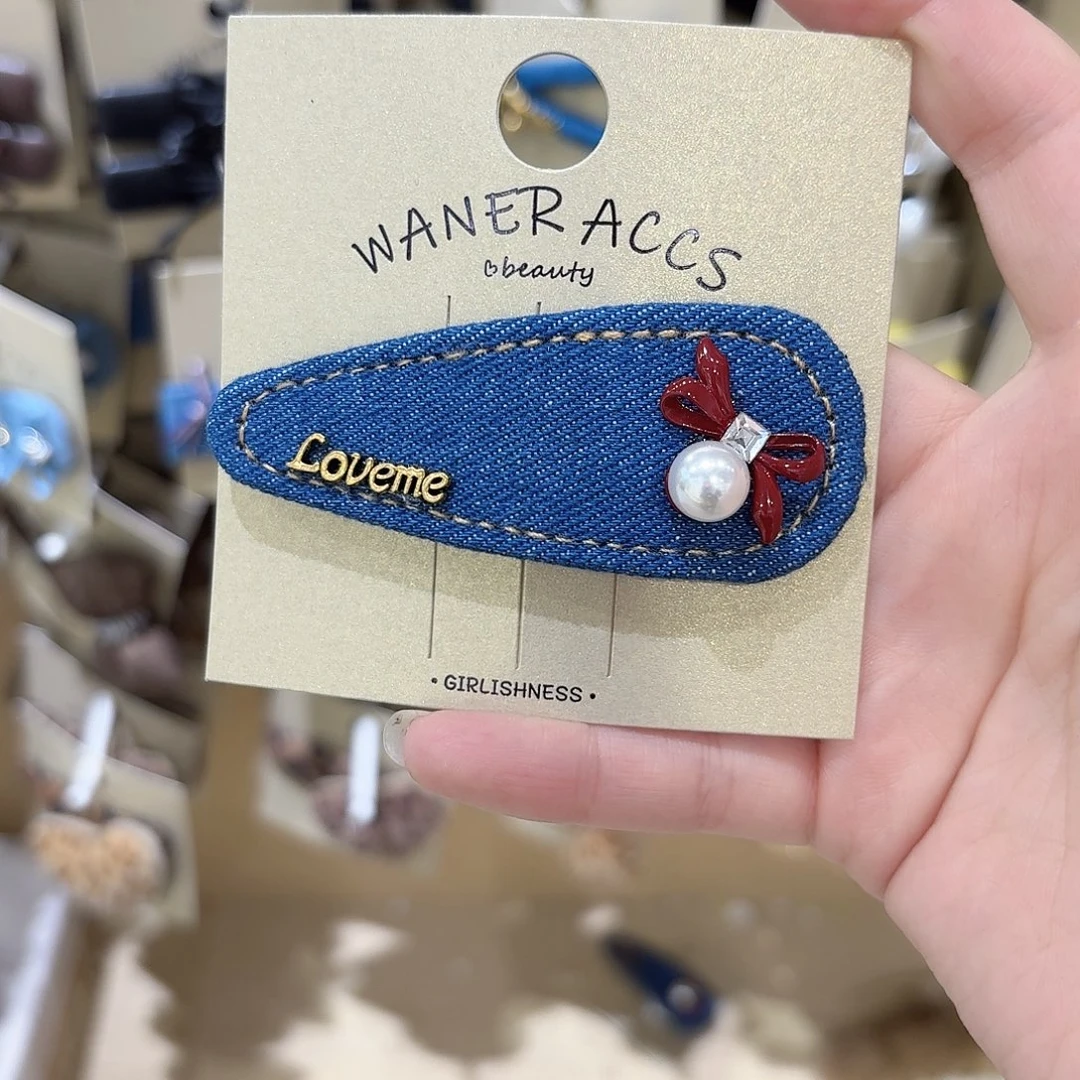 WANER ACCS
beauty
Loveme
• GIRLISHNESS •